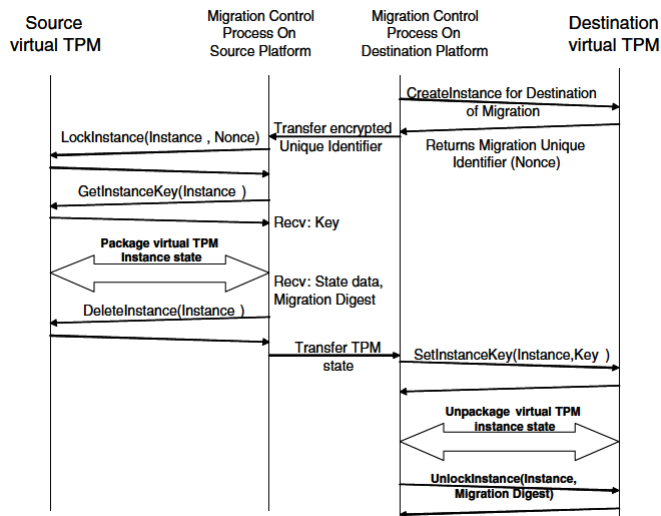 Source
virtual TPM
Migration Control
Process On
Source Platform
Migration Control
Process On
Destination Platform
Destination
virtual TPM
CreateInstance for Destination
of Migration
Transfer encrypted
Unique Identifier
LockInstance(Instance , Nonce)
Returns Migration Unique
Identifier (Nonce)
GetInstanceKey(Instance )
Recv: Key
Package virtual TPM
Instance state
Recv: State data,
Migration Digest
DeleteInstance(Instance )
Transfer TPM
state
SetInstanceKey(Instance,Key )
Unpackage virtual TPM
instance state
UnlockInstance(Instance,
Migration Digest)